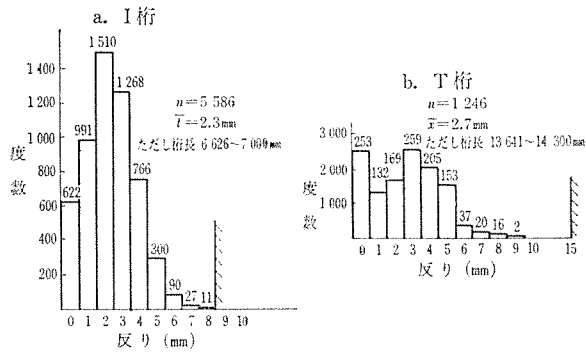 a. I桁
1 510
1 268
991
766
622
300
90
27
11
n=5 586
l̄=2.3mm
ただし桁長 6 626~7 000mm
度数
1 400
1 200
1 000
800
600
400
200
0 1 2 3 4 5 6 7 8 9 10
反り (mm)
b. T桁
n=1 246
x̄=2.7mm
ただし桁長 13 641~14 300mm
253
132
169
259
205
153
37
20
16
2
度数
3 000
2 000
1 000
0 1 2 3 4 5 6 7 8 9 10 15
反り (mm)